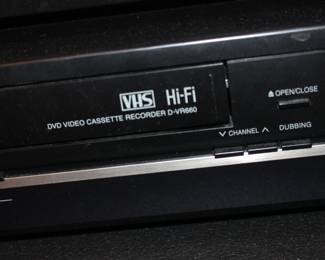 VHS Hi-Fi
DVD VIDEO CASSETTE RECORDER D-VR660
⏏ OPEN/CLOSE
∨ CHANNEL ∧
DUBBING